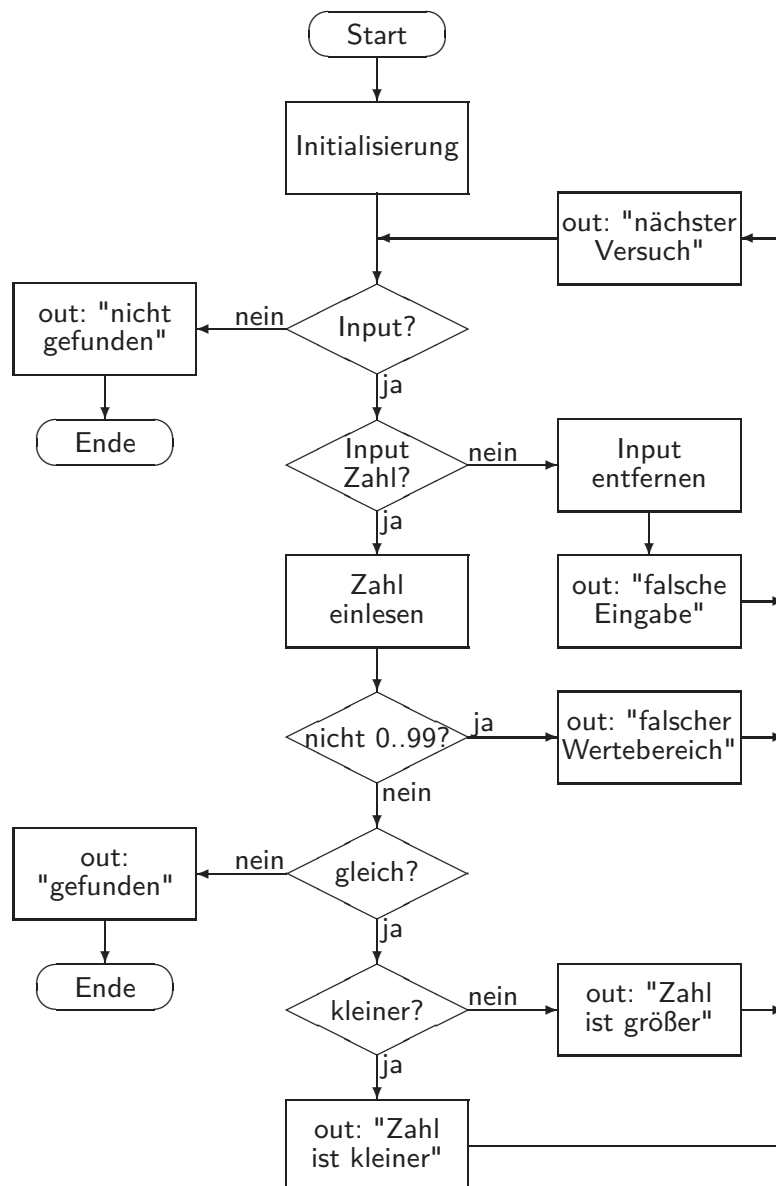 Start
Initialisierung
out: "nächster
Versuch"
out: "nicht
gefunden"
nein
Input?
ja
Ende
Input
Zahl?
nein
Input
entfernen
ja
Zahl
einlesen
out: "falsche
Eingabe"
nicht 0..99?
ja
out: "falscher
Wertebereich"
nein
out:
"gefunden"
nein
gleich?
ja
Ende
kleiner?
nein
out: "Zahl
ist größer"
ja
out: "Zahl
ist kleiner"